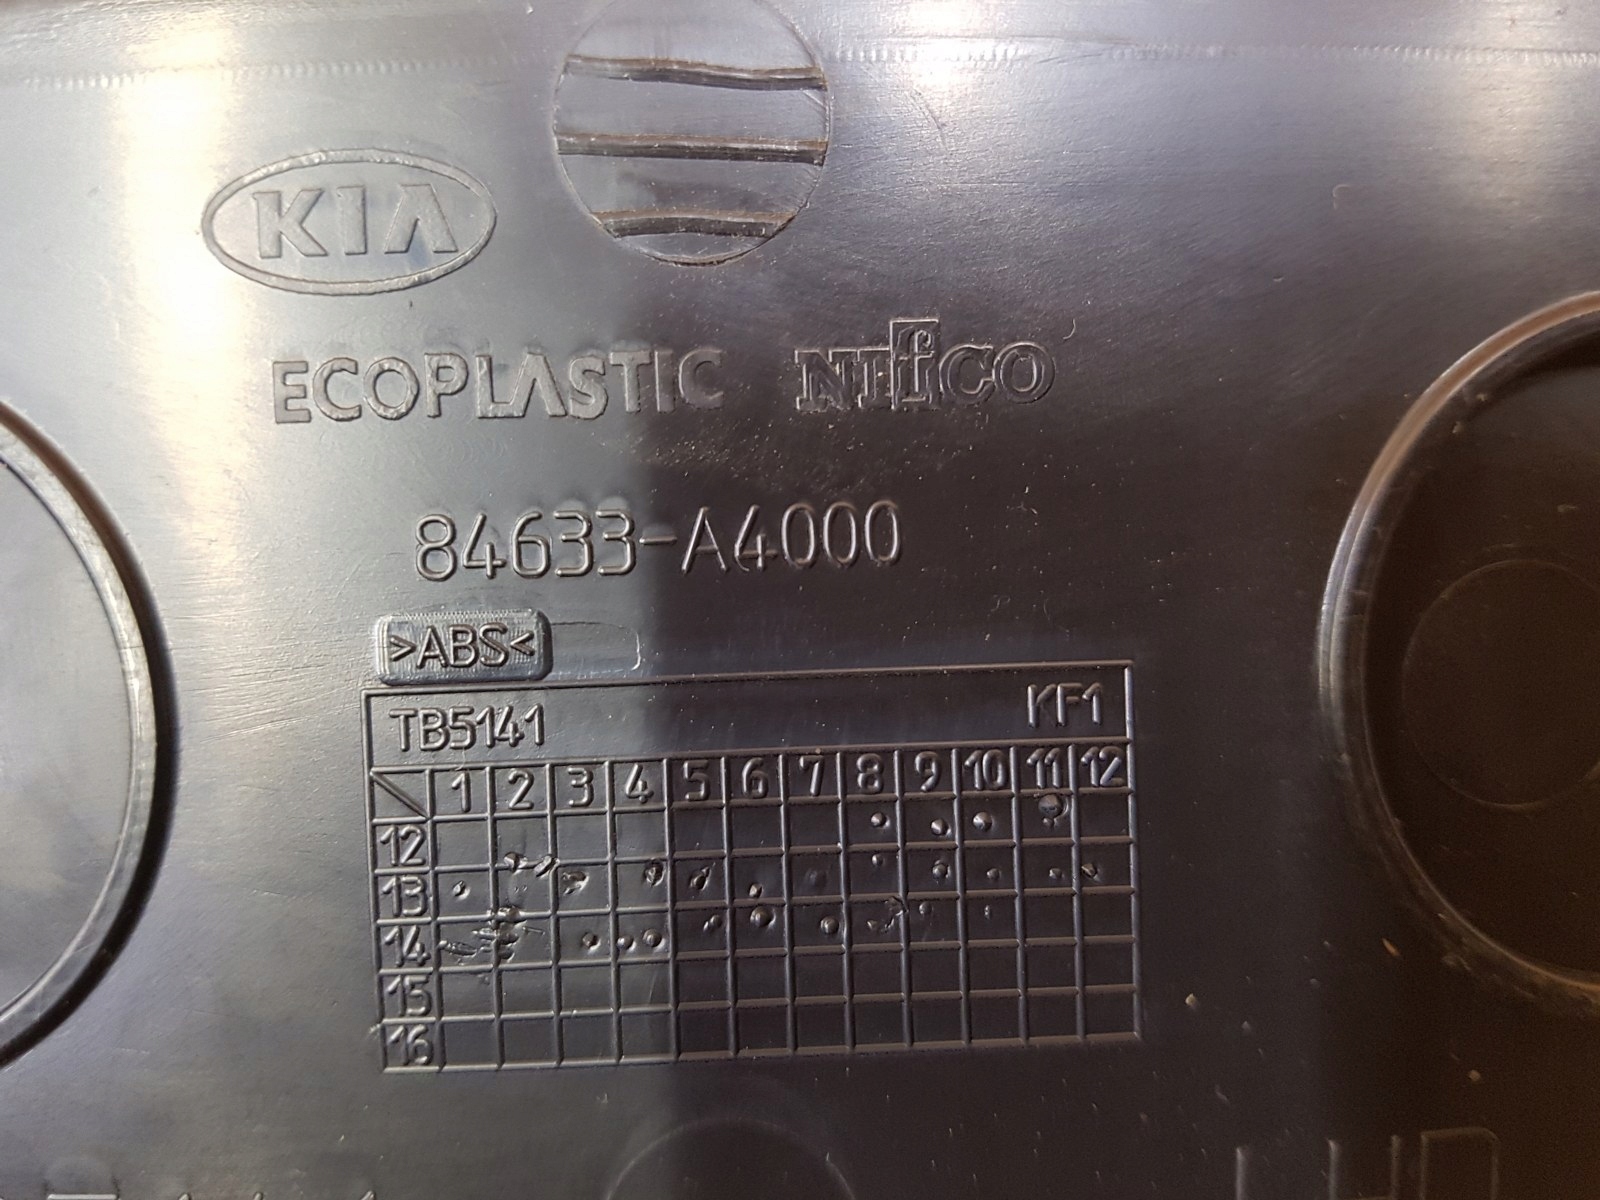 KIA
ECOPLASTIC NIfCO
84633-A4000
>ABS<
TB5141 KF1
1 2 3 4 5 6 7 8 9 10 11 12
12
13
14
15
16